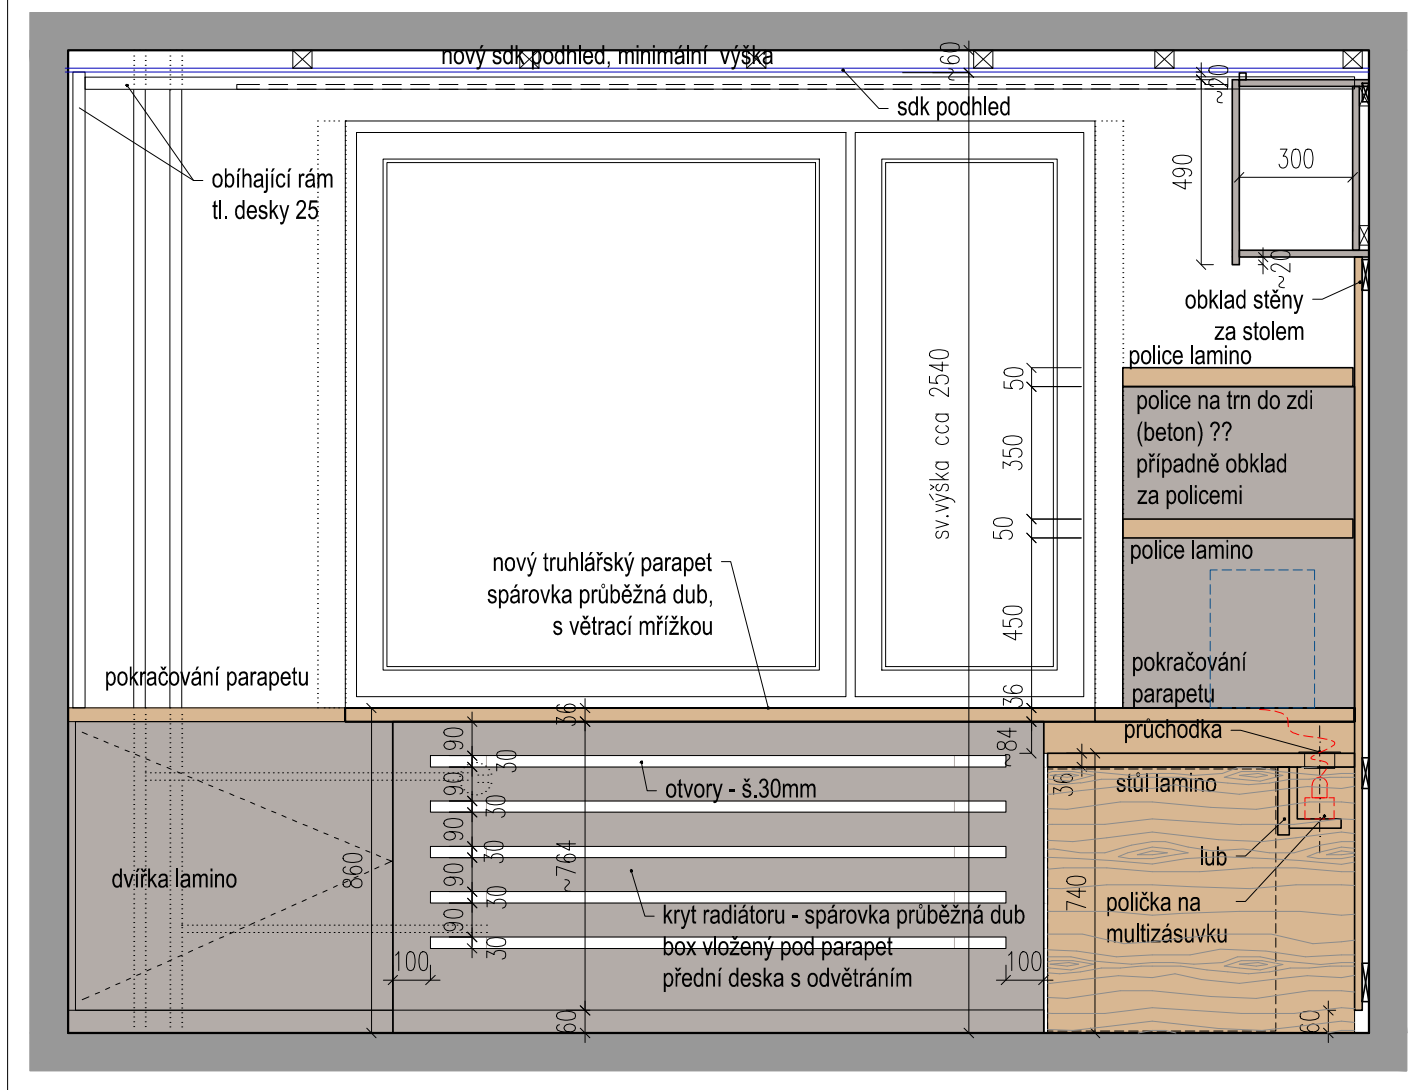 nový sdk podhled, minimální výška
~60
~20
sdk podhled
obíhající rám
tl. desky 25
490
300
~20
obklad stěny
za stolem
sv.výška cca 2540
police lamino
50
police na trn do zdi
(beton) ??
případně obklad
za policemi
350
50
police lamino
nový truhlářský parapet
spárovka průběžná dub,
s větrací mřížkou
450
pokračování parapetu
pokračování
parapetu
36
36
průchodka
90
30
~84
otvory - š.30mm
36
stůl lamino
90
30
90
30
lub
dvířka lamino
860
~764
90
30
740
polička na
multizásuvku
kryt radiátoru - spárovka průběžná dub
box vložený pod parapet
přední deska s odvětráním
90
30
100
100
60
60